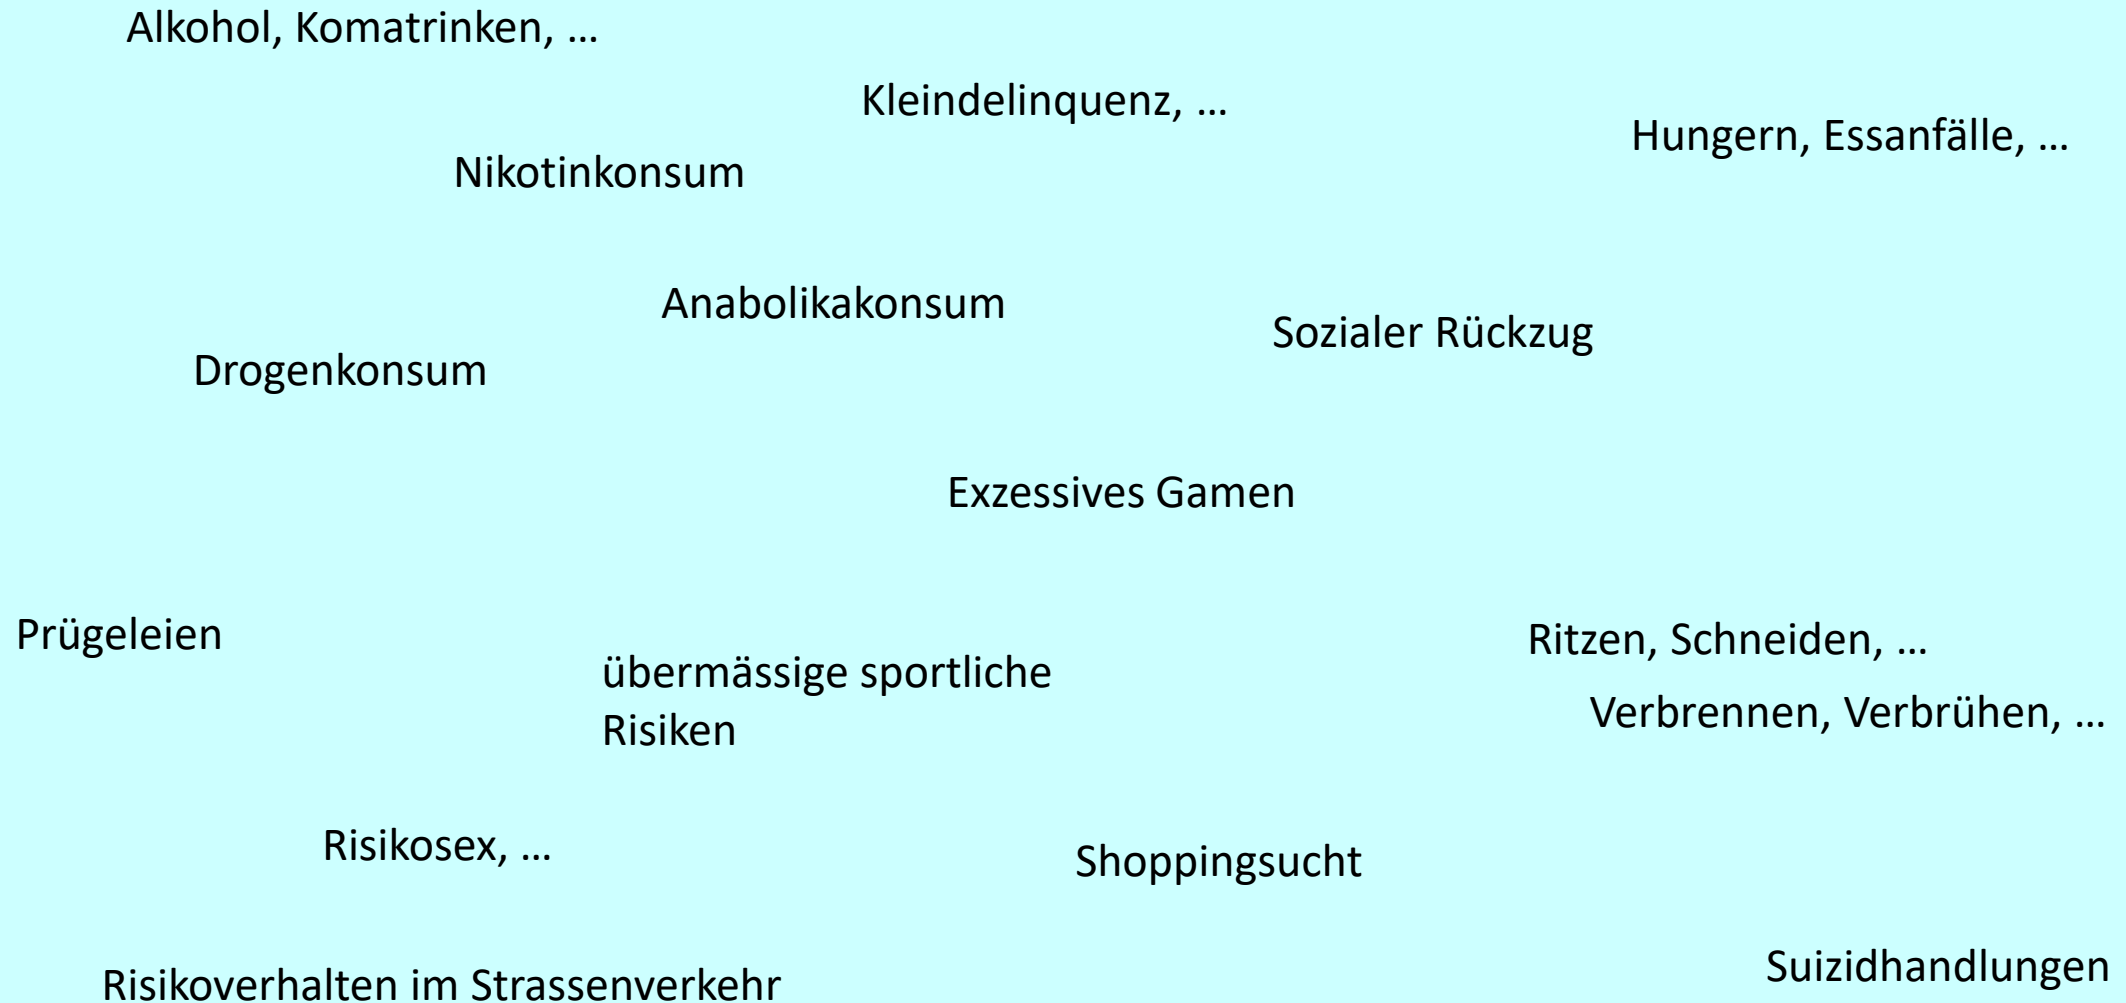 Alkohol, Komatrinken, …
Kleindelinquenz, …
Hungern, Essanfälle, …
Nikotinkonsum
Anabolikakonsum
Sozialer Rückzug
Drogenkonsum
Exzessives Gamen
Prügeleien
übermässige sportliche
Risiken
Ritzen, Schneiden, …
Verbrennen, Verbrühen, …
Risikosex, …
Shoppingsucht
Suizidhandlungen
Risikoverhalten im Strassenverkehr